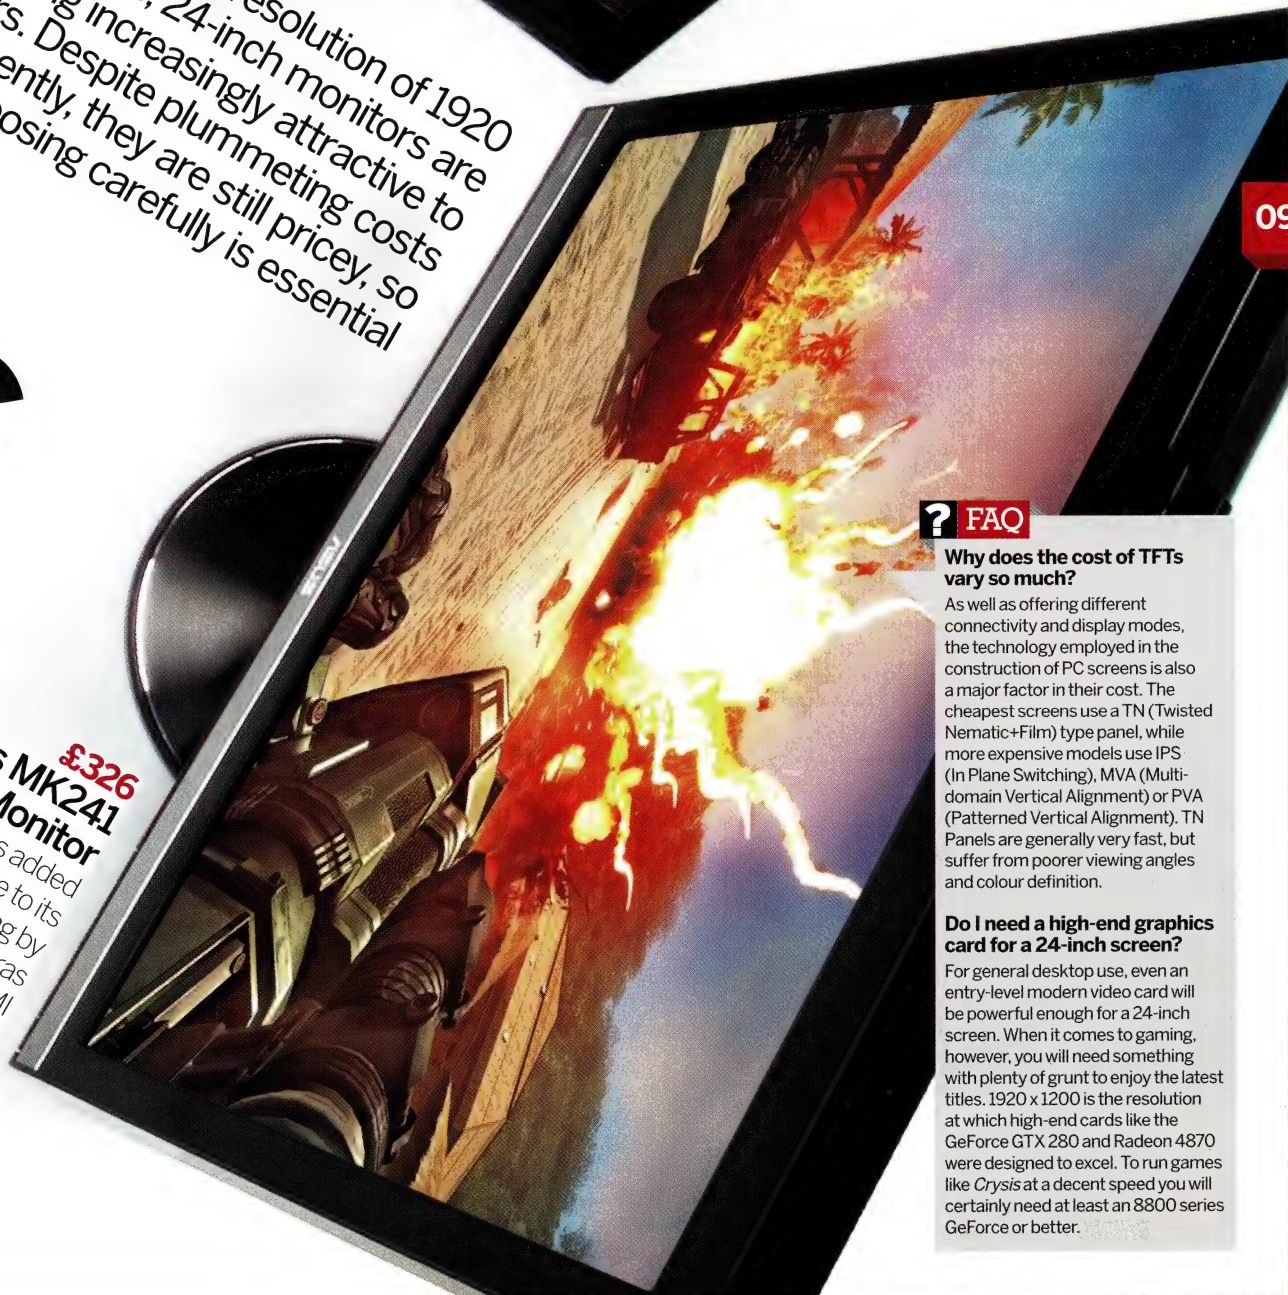 resolution of 1920
24-inch monitors are
increasingly attractive to
Despite plummeting costs
they are still pricey, so
carefully is essential
09
£326
MK241
Monitor
added
to its
by
ASUS
? FAQ
Why does the cost of TFTs
vary so much?
As well as offering different
connectivity and display modes,
the technology employed in the
construction of PC screens is also
a major factor in their cost. The
cheapest screens use a TN (Twisted
Nematic+Film) type panel, while
more expensive models use IPS
(In Plane Switching), MVA (Multi-
domain Vertical Alignment) or PVA
(Patterned Vertical Alignment). TN
Panels are generally very fast, but
suffer from poorer viewing angles
and colour definition.
Do I need a high-end graphics
card for a 24-inch screen?
For general desktop use, even an
entry-level modern video card will
be powerful enough for a 24-inch
screen. When it comes to gaming,
however, you will need something
with plenty of grunt to enjoy the latest
titles. 1920 x 1200 is the resolution
at which high-end cards like the
GeForce GTX 280 and Radeon 4870
were designed to excel. To run games
like Crysis at a decent speed you will
certainly need at least an 8800 series
GeForce or better.